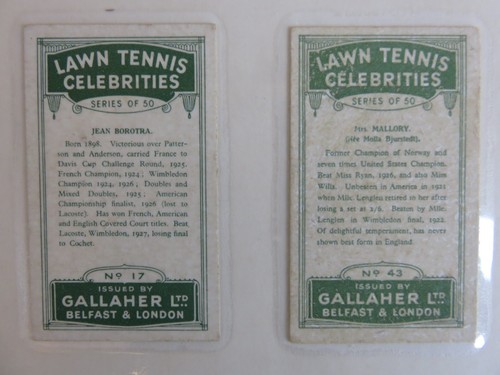 LAWN TENNIS
CELEBRITIES
SERIES OF 50
JEAN BOROTRA.
Born 1898. Victorious over Patter-
son and Anderson, carried France to
Davis Cup Challenge Round, 1925.
French Champion, 1924; Wimbledon
Champion 1924, 1926; Doubles and
Mixed Doubles, 1925; American
Championship finalist, 1926 (lost to
Lacoste). Has won French, American
and English Covered Court titles. Beat
Lacoste, Wimbledon, 1927, losing final
to Cochet.
No 17
ISSUED BY
GALLAHER LTD
BELFAST & LONDON
LAWN TENNIS
CELEBRITIES
SERIES OF 50
Mrs. MALLORY.
(née Molla Bjurstedt).
Former Champion of Norway and
seven times United States Champion.
Beat Miss Ryan, 1926, and also Miss
Wills. Unbeaten in America in 1921
when Mlle. Lenglen retired to her after
losing a set at 2/6. Beaten by Mlle.
Lenglen in Wimbledon final, 1922.
Of delightful temperament, has never
shown best form in England.
No 43
ISSUED BY
GALLAHER LTD
BELFAST & LONDON